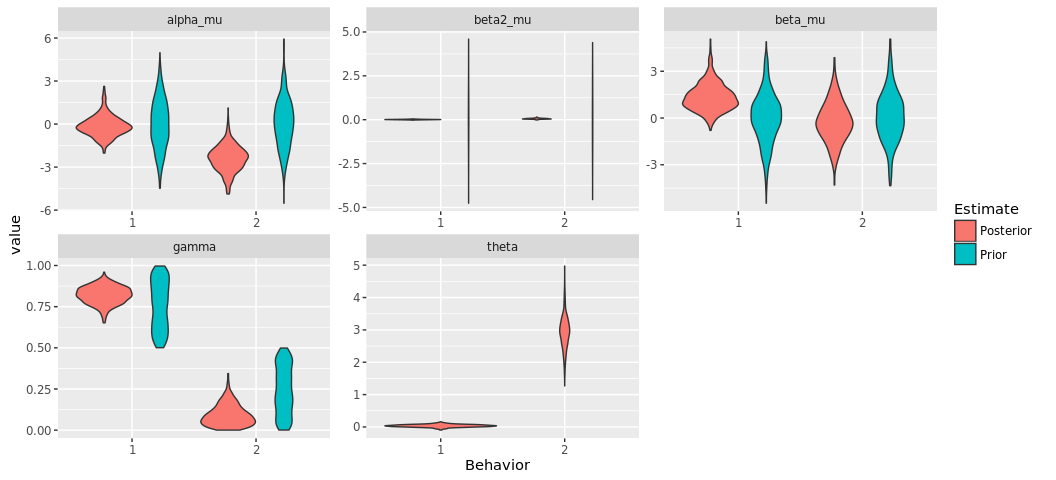 alpha_mu beta2_mu beta_mu
6 5.0
3 2.5 3
0 0.0 0
-3 -2.5 -3
-6 -5.0
1 2 1 2 1 2
value
gamma theta
1.00 5
0.75 4
0.50 3
0.25 2
0.00 1
0
1 2 1 2
Behavior
Estimate
Posterior
Prior